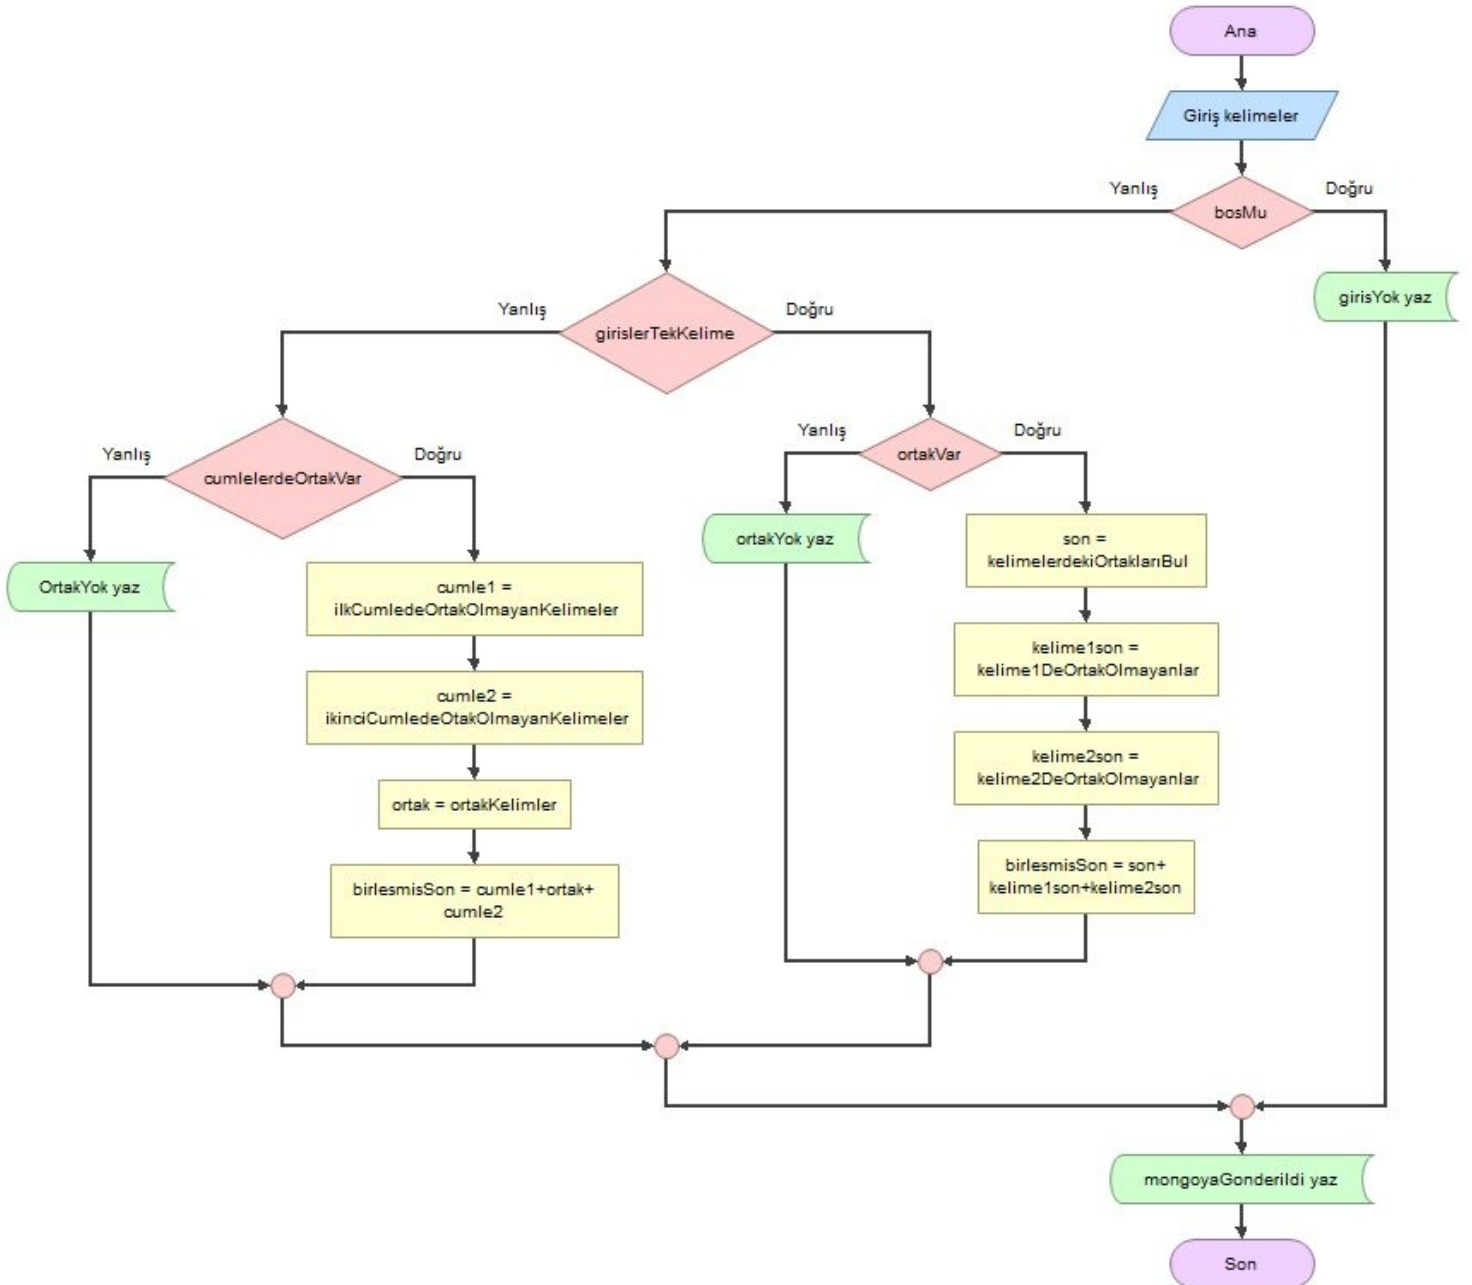 Ana
Giriş kelimeler
Yanlış
Doğru
bosMu
girisYok yaz
Yanlış
Doğru
girislerTekKelime
Yanlış
Doğru
cumlelerdeOrtakVar
Yanlış
Doğru
ortakVar
OrtakYok yaz
cumle1 =
ilkCumledeOrtakOlmayanKelimeler
cumle2 =
ikinciCumledeOtakOlmayanKelimeler
ortak = ortakKelimler
birlesmisSon = cumle1+ortak+
cumle2
ortakYok yaz
son =
kelimelerdekiOrtaklarıBul
kelime1son =
kelime1DeOrtakOlmayanlar
kelime2son =
kelime2DeOrtakOlmayanlar
birlesmisSon = son+
kelime1son+kelime2son
mongoyaGonderildi yaz
Son